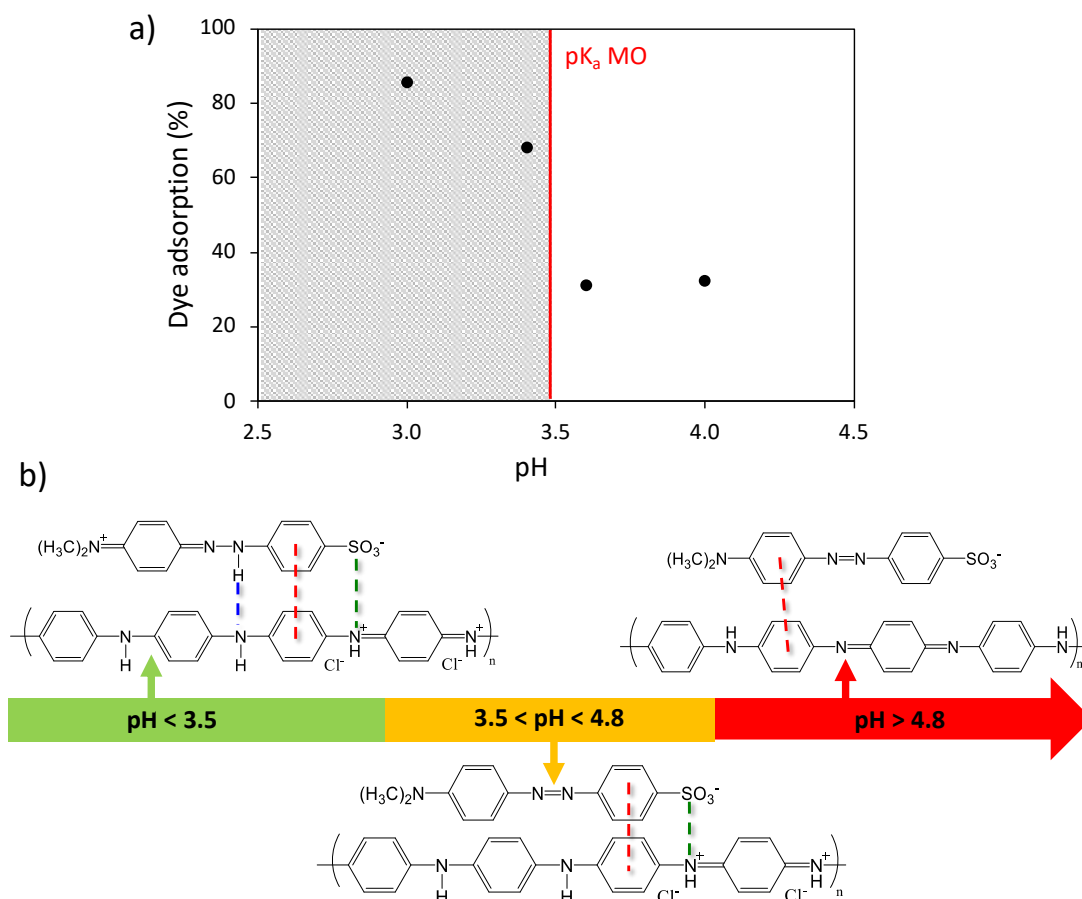 a)
100
80
60
40
20
0
Dye adsorption (%)
pKa MO
2.5 3.0 3.5 4.0 4.5
pH
b)
(H3C)2N+ N N H SO3-
N H N H N+ H Cl- N+ H Cl- n
(H3C)2N N=N SO3-
H N N N N H n
pH < 3.5 3.5 < pH < 4.8 pH > 4.8
(H3C)2N N=N SO3-
N H N H N+ H Cl- N+ H Cl- n